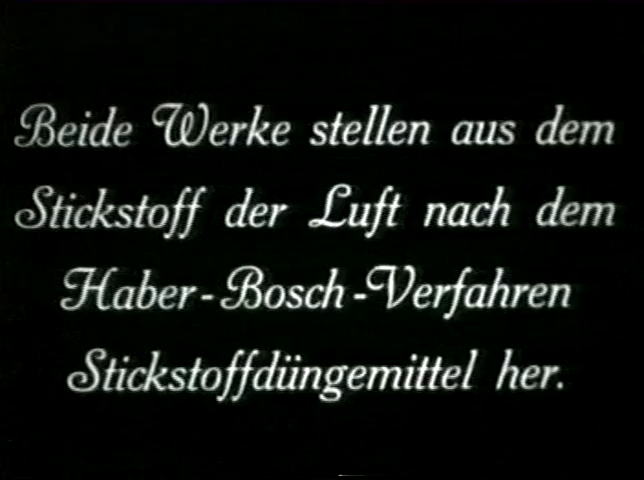 Beide Werke stellen aus dem
Stickstoff der Luft nach dem
Haber-Bosch-Verfahren
Stickstoffdüngemittel her.